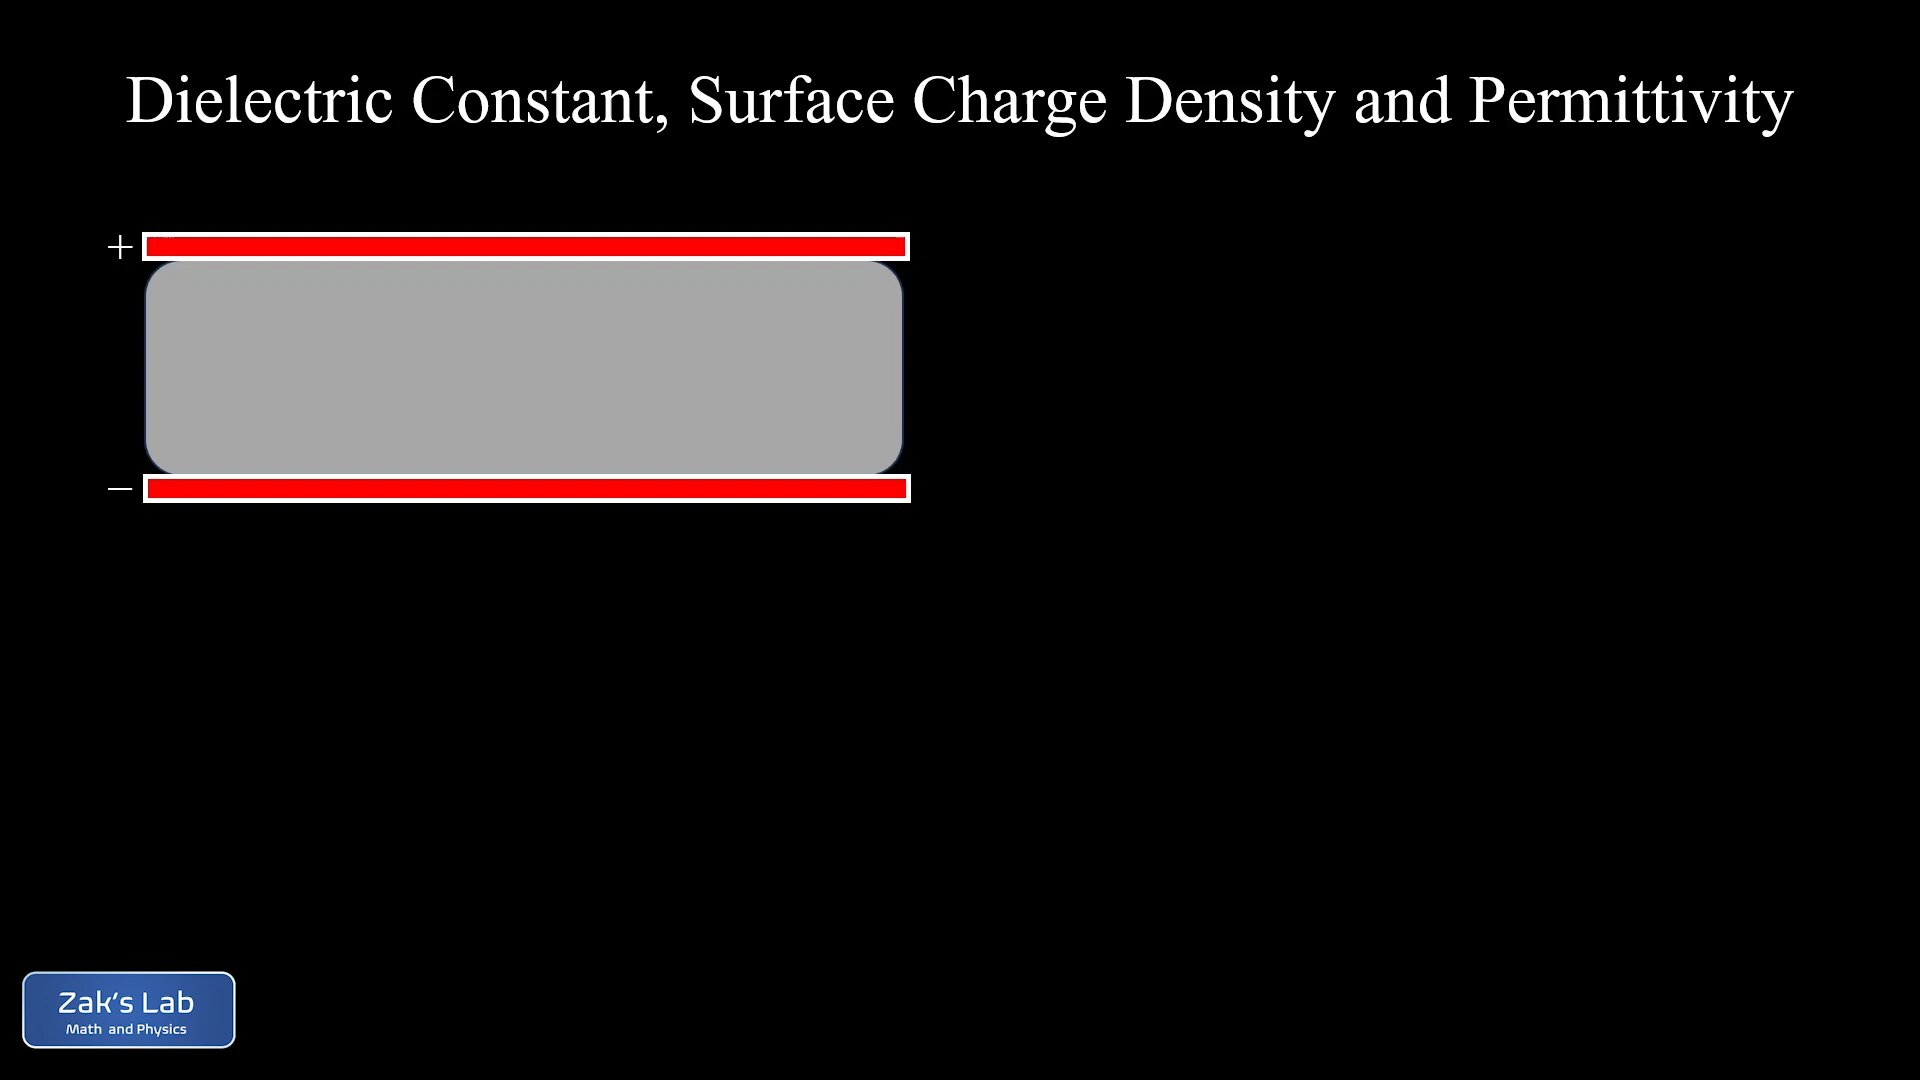 Dielectric Constant, Surface Charge Density and Permittivity
+
−
Zak's Lab
Math and Physics